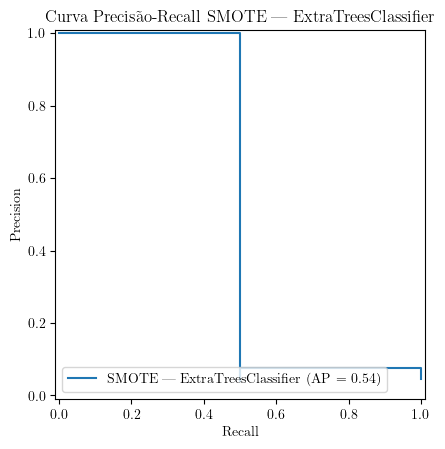 Curva Precisão-Recall SMOTE — ExtraTreesClassifier
1.0
0.8
0.6
0.4
0.2
0.0
Precision
SMOTE — ExtraTreesClassifier (AP = 0.54)
0.0 0.2 0.4 0.6 0.8 1.0
Recall